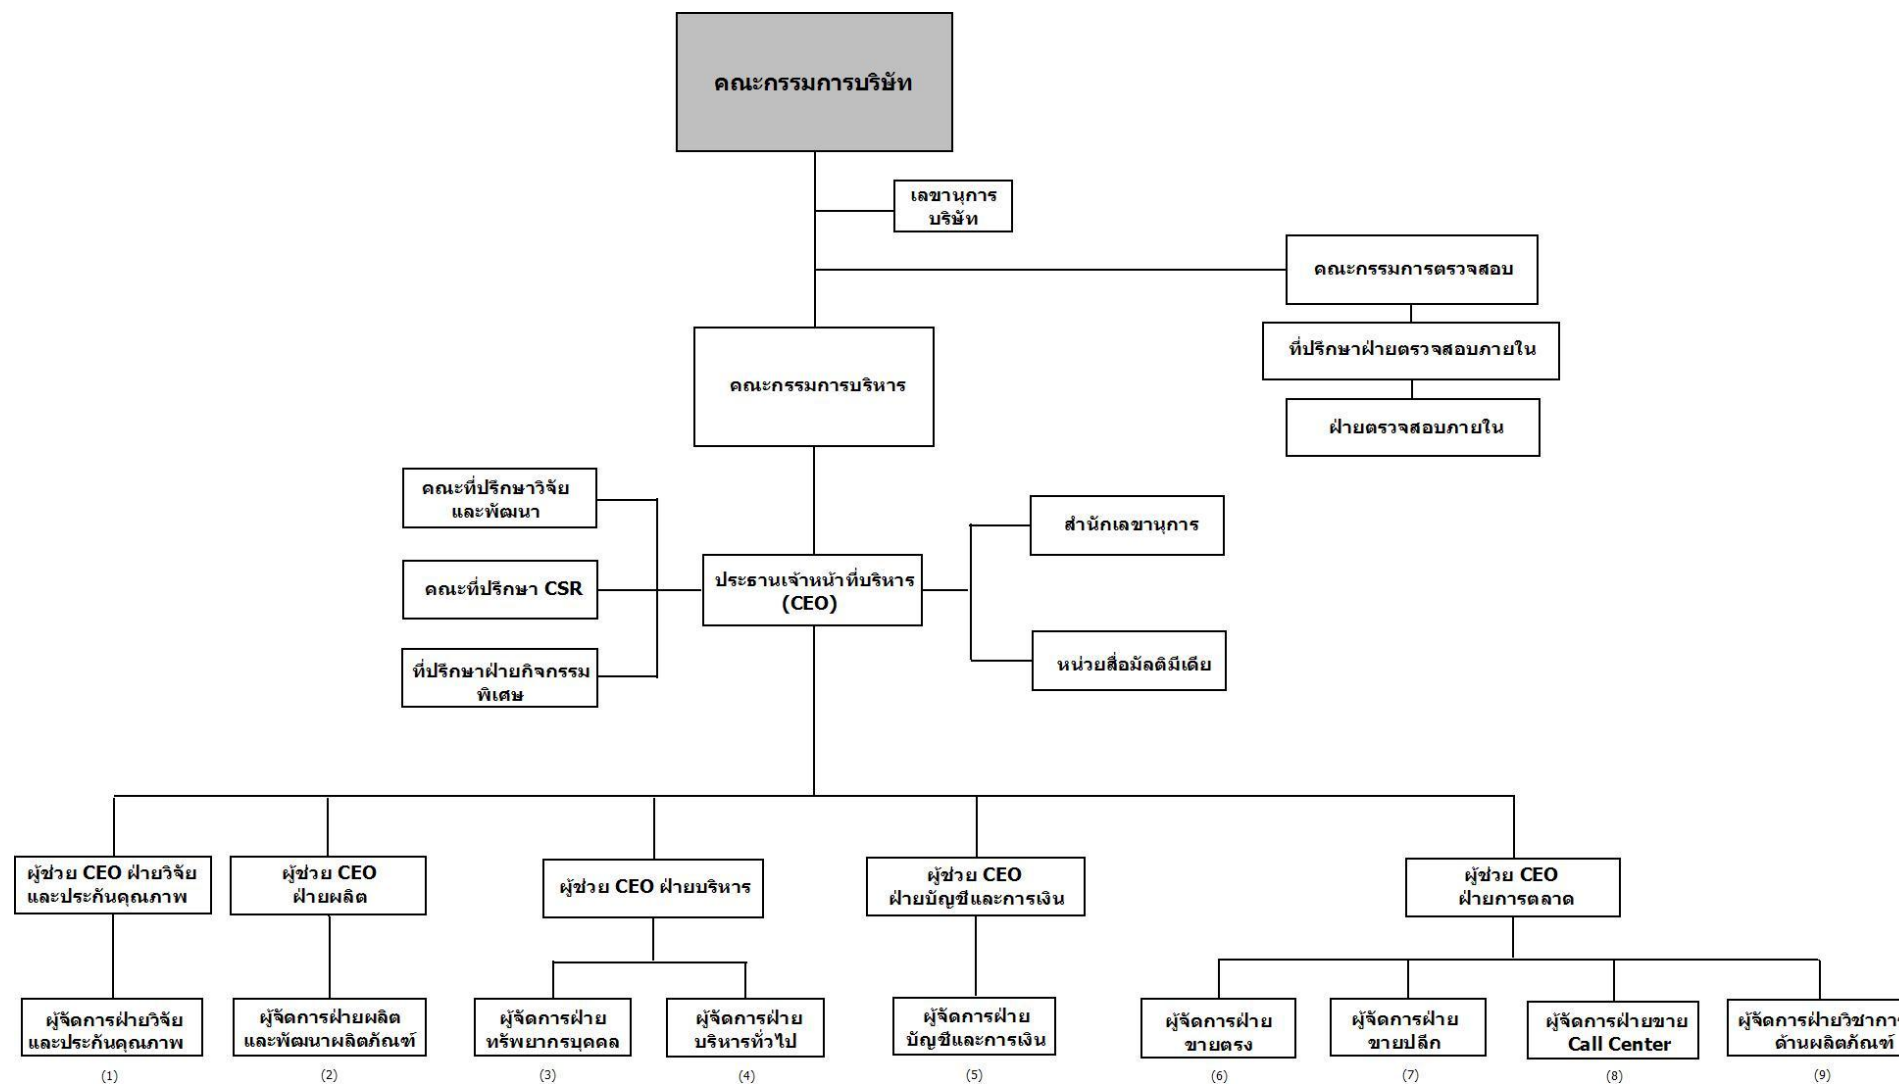 คณะกรรมการบริษัท
เลขานุการ
บริษัท
คณะกรรมการตรวจสอบ
ที่ปรึกษาฝ่ายตรวจสอบภายใน
ฝ่ายตรวจสอบภายใน
คณะกรรมการบริหาร
คณะที่ปรึกษาวิจัย
และพัฒนา
คณะที่ปรึกษา CSR
ที่ปรึกษาฝ่ายกิจกรรม
พิเศษ
ประธานเจ้าหน้าที่บริหาร
(CEO)
สำนักเลขานุการ
หน่วยสื่อมัลติมีเดีย
ผู้ช่วย CEO ฝ่ายวิจัย
และประกันคุณภาพ
ผู้ช่วย CEO
ฝ่ายผลิต
ผู้ช่วย CEO ฝ่ายบริหาร
ผู้ช่วย CEO
ฝ่ายบัญชีและการเงิน
ผู้ช่วย CEO
ฝ่ายการตลาด
ผู้จัดการฝ่ายวิจัย
และประกันคุณภาพ
ผู้จัดการฝ่ายผลิต
และพัฒนาผลิตภัณฑ์
ผู้จัดการฝ่าย
ทรัพยากรบุคคล
ผู้จัดการฝ่าย
บริหารทั่วไป
ผู้จัดการฝ่าย
บัญชีและการเงิน
ผู้จัดการฝ่าย
ขายตรง
ผู้จัดการฝ่าย
ขายปลีก
ผู้จัดการฝ่ายขาย
Call Center
ผู้จัดการฝ่ายวิชาการ
ด้านผลิตภัณฑ์
(1)
(2)
(3)
(4)
(5)
(6)
(7)
(8)
(9)